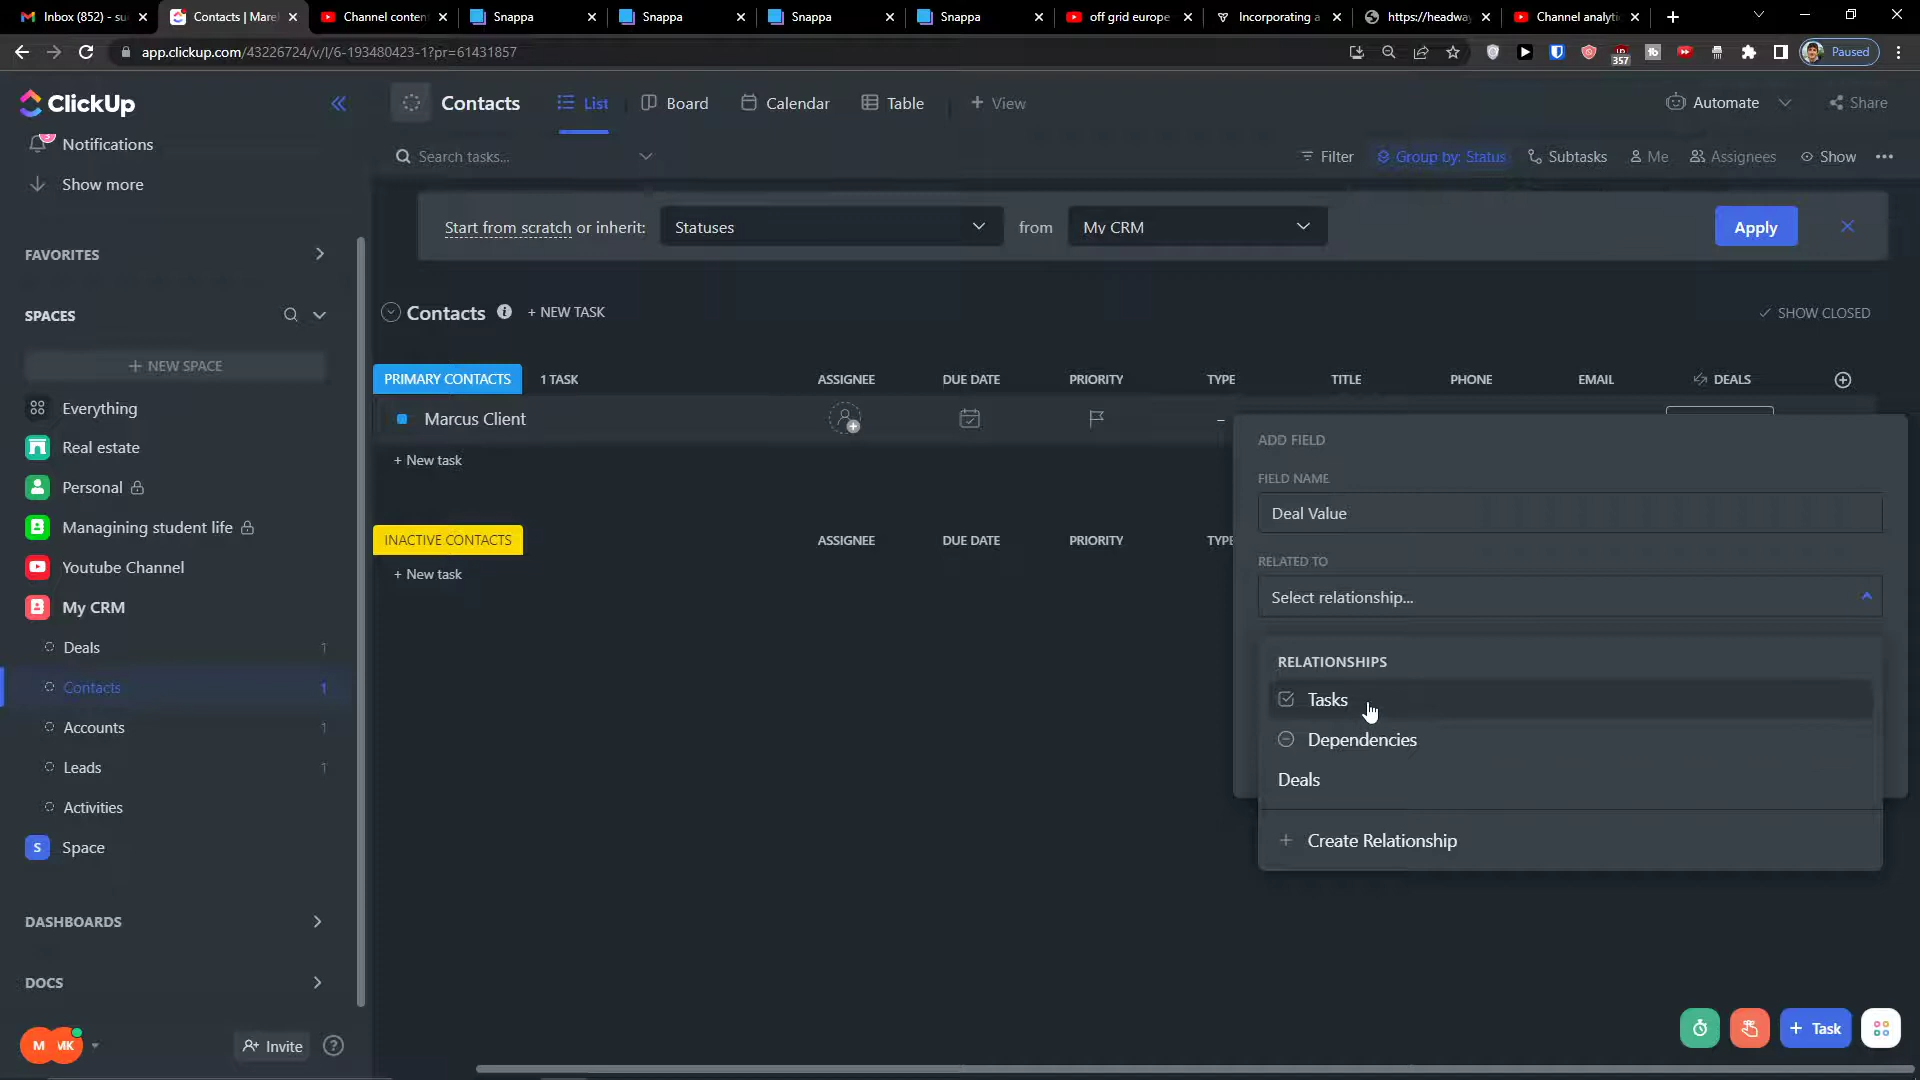 Inbox (852) - su
Contacts | Mare
Channel conten
Snappa
Snappa
Snappa
Snappa
off grid europe
Incorporating a
https://headwa
Channel analyti
app.clickup.com/43226724/v/l/6-193480423-1?pr=61431857
357
Paused
ClickUp
3
Notifications
Show more
FAVORITES
SPACES
+ NEW SPACE
Everything
Real estate
Personal
Managining student life
Youtube Channel
My CRM
Deals 1
Contacts 1
Accounts 1
Leads 1
Activities
S Space
DASHBOARDS
DOCS
M MK
Invite
Contacts
List
Board
Calendar
Table
+ View
Automate
Share
Search tasks...
Filter
Group by: Status
Subtasks
Me
Assignees
Show
Start from scratch or inherit:
Statuses
from
My CRM
Apply
Contacts
+ NEW TASK
SHOW CLOSED
PRIMARY CONTACTS 1 TASK ASSIGNEE DUE DATE PRIORITY TYPE TITLE PHONE EMAIL DEALS
Marcus Client –
+ New task
INACTIVE CONTACTS ASSIGNEE DUE DATE PRIORITY TYPE
+ New task
ADD FIELD
FIELD NAME
Deal Value
RELATED TO
Select relationship...
RELATIONSHIPS
Tasks
Dependencies
Deals
+ Create Relationship
+ Task